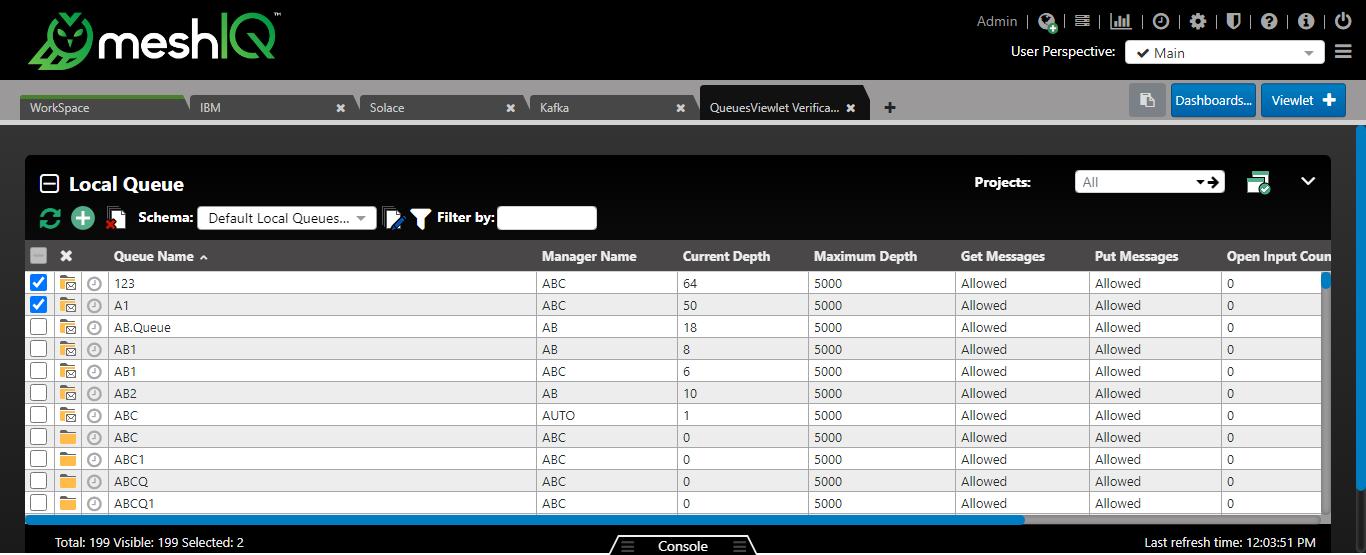 meshIQ™
Admin
User Perspective: Main
WorkSpace IBM Solace Kafka QueuesViewlet Verifica... Dashboards... Viewlet
Local Queue Projects: All
Schema: Default Local Queues... Filter by:
Queue Name Manager Name Current Depth Maximum Depth Get Messages Put Messages Open Input Coun
123 ABC 64 5000 Allowed Allowed 0
A1 ABC 50 5000 Allowed Allowed 0
AB.Queue AB 18 5000 Allowed Allowed 0
AB1 AB 8 5000 Allowed Allowed 0
AB1 ABC 6 5000 Allowed Allowed 0
AB2 AB 10 5000 Allowed Allowed 0
ABC AUTO 1 5000 Allowed Allowed 0
ABC ABC 0 5000 Allowed Allowed 0
ABC1 ABC 0 5000 Allowed Allowed 0
ABCQ ABC 0 5000 Allowed Allowed 0
ABCQ1 ABC 0 5000 Allowed Allowed 0
Total: 199 Visible: 199 Selected: 2 Console Last refresh time: 12:03:51 PM